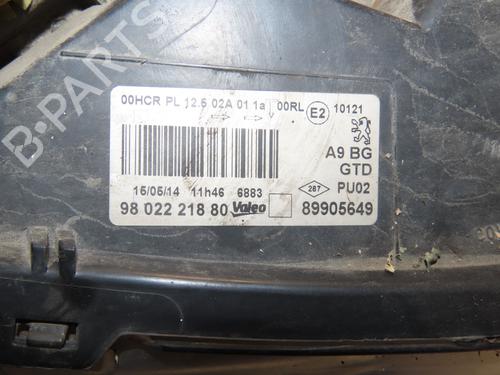 00HCR PL 12.5 02A 01 1a 00RL E2 10121
A9 BG
GTD
15/05/14 11h46 6883
287 PU02
98 022 218 80 Valeo 89905649
B-PARTS